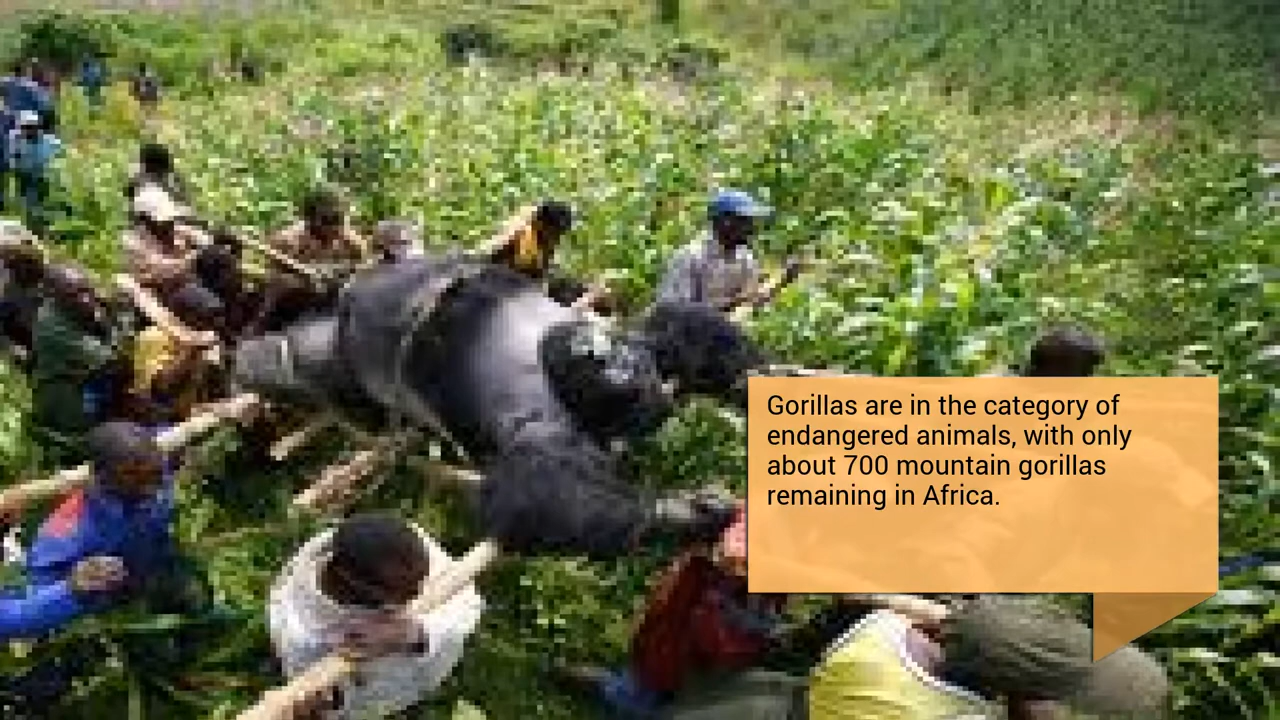 Gorillas are in the category of
endangered animals, with only
about 700 mountain gorillas
remaining in Africa.